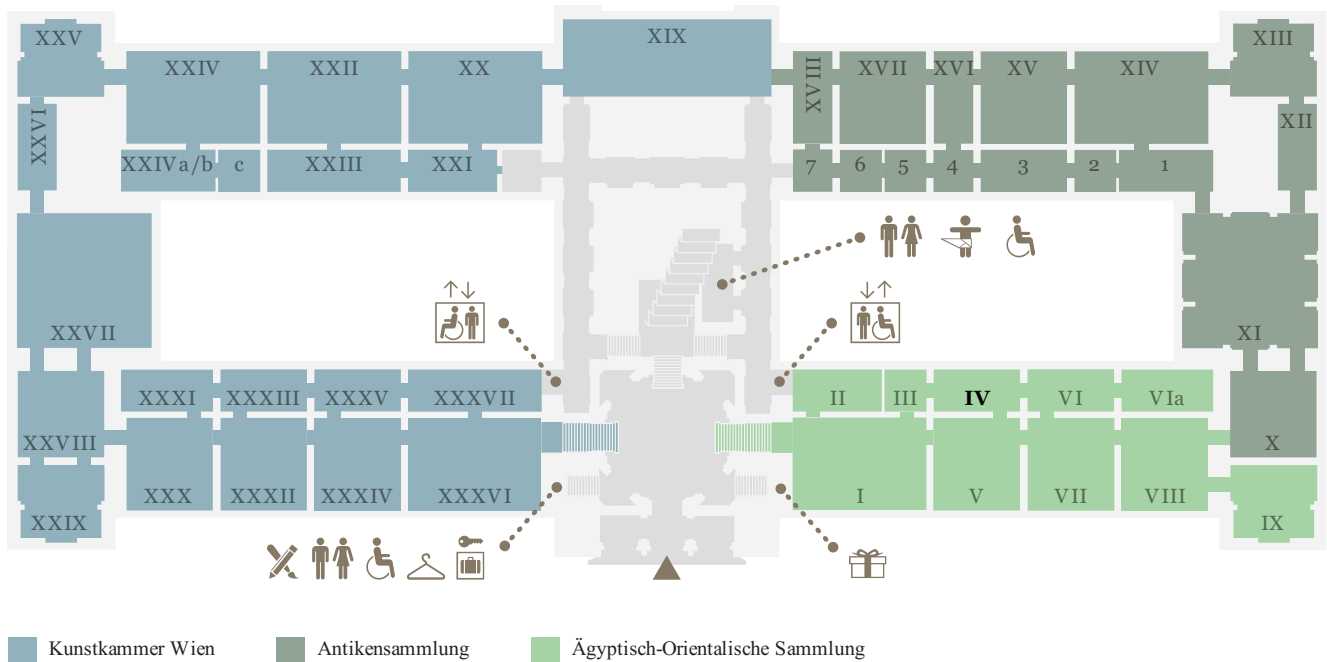 XXV
XXIV
XXII
XX
XIX
XVIII
XVII
XVI
XV
XIV
XIII
XXVI
XII
XXIVa/b
c
XXIII
XXI
7
6
5
4
3
2
1
XXVII
XI
XXXI
XXXIII
XXXV
XXXVII
II
III
IV
VI
VIa
XXVIII
X
XXX
XXXII
XXXIV
XXXVI
I
V
VII
VIII
XXIX
IX
Kunstkammer Wien
Antikensammlung
Ägyptisch-Orientalische Sammlung